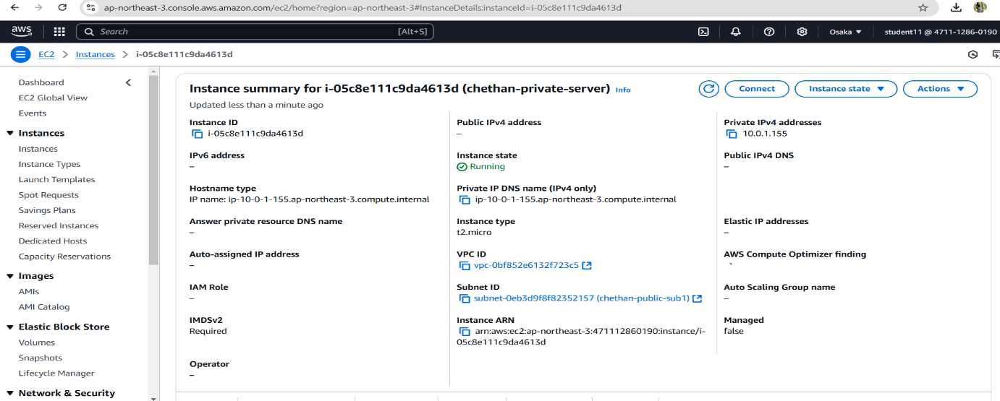 ap-northeast-3.console.aws.amazon.com/ec2/home?region=ap-northeast-3#InstanceDetails:instanceId=i-05c8e111c9da4613d
aws
Search
[Alt+S]
Osaka
student11 @ 4711-1286-0190
EC2 > Instances > i-05c8e111c9da4613d
Dashboard
EC2 Global View
Events
Instances
Instances
Instance Types
Launch Templates
Spot Requests
Savings Plans
Reserved Instances
Dedicated Hosts
Capacity Reservations
Images
AMIs
AMI Catalog
Elastic Block Store
Volumes
Snapshots
Lifecycle Manager
Network & Security
Instance summary for i-05c8e111c9da4613d (chethan-private-server) Info
Connect
Instance state
Actions
Updated less than a minute ago
Instance ID
i-05c8e111c9da4613d
IPv6 address
–
Hostname type
IP name: ip-10-0-1-155.ap-northeast-3.compute.internal
Answer private resource DNS name
–
Auto-assigned IP address
–
IAM Role
–
IMDSv2
Required
Operator
–
Public IPv4 address
–
Instance state
Running
Private IP DNS name (IPv4 only)
ip-10-0-1-155.ap-northeast-3.compute.internal
Instance type
t2.micro
VPC ID
vpc-0bf852e6132f723c5
Subnet ID
subnet-0eb3d9f8f82352157 (chethan-public-sub1)
Instance ARN
arn:aws:ec2:ap-northeast-3:471112860190:instance/i-
05c8e111c9da4613d
Private IPv4 addresses
10.0.1.155
Public IPv4 DNS
–
Elastic IP addresses
–
AWS Compute Optimizer finding
Auto Scaling Group name
–
Managed
false